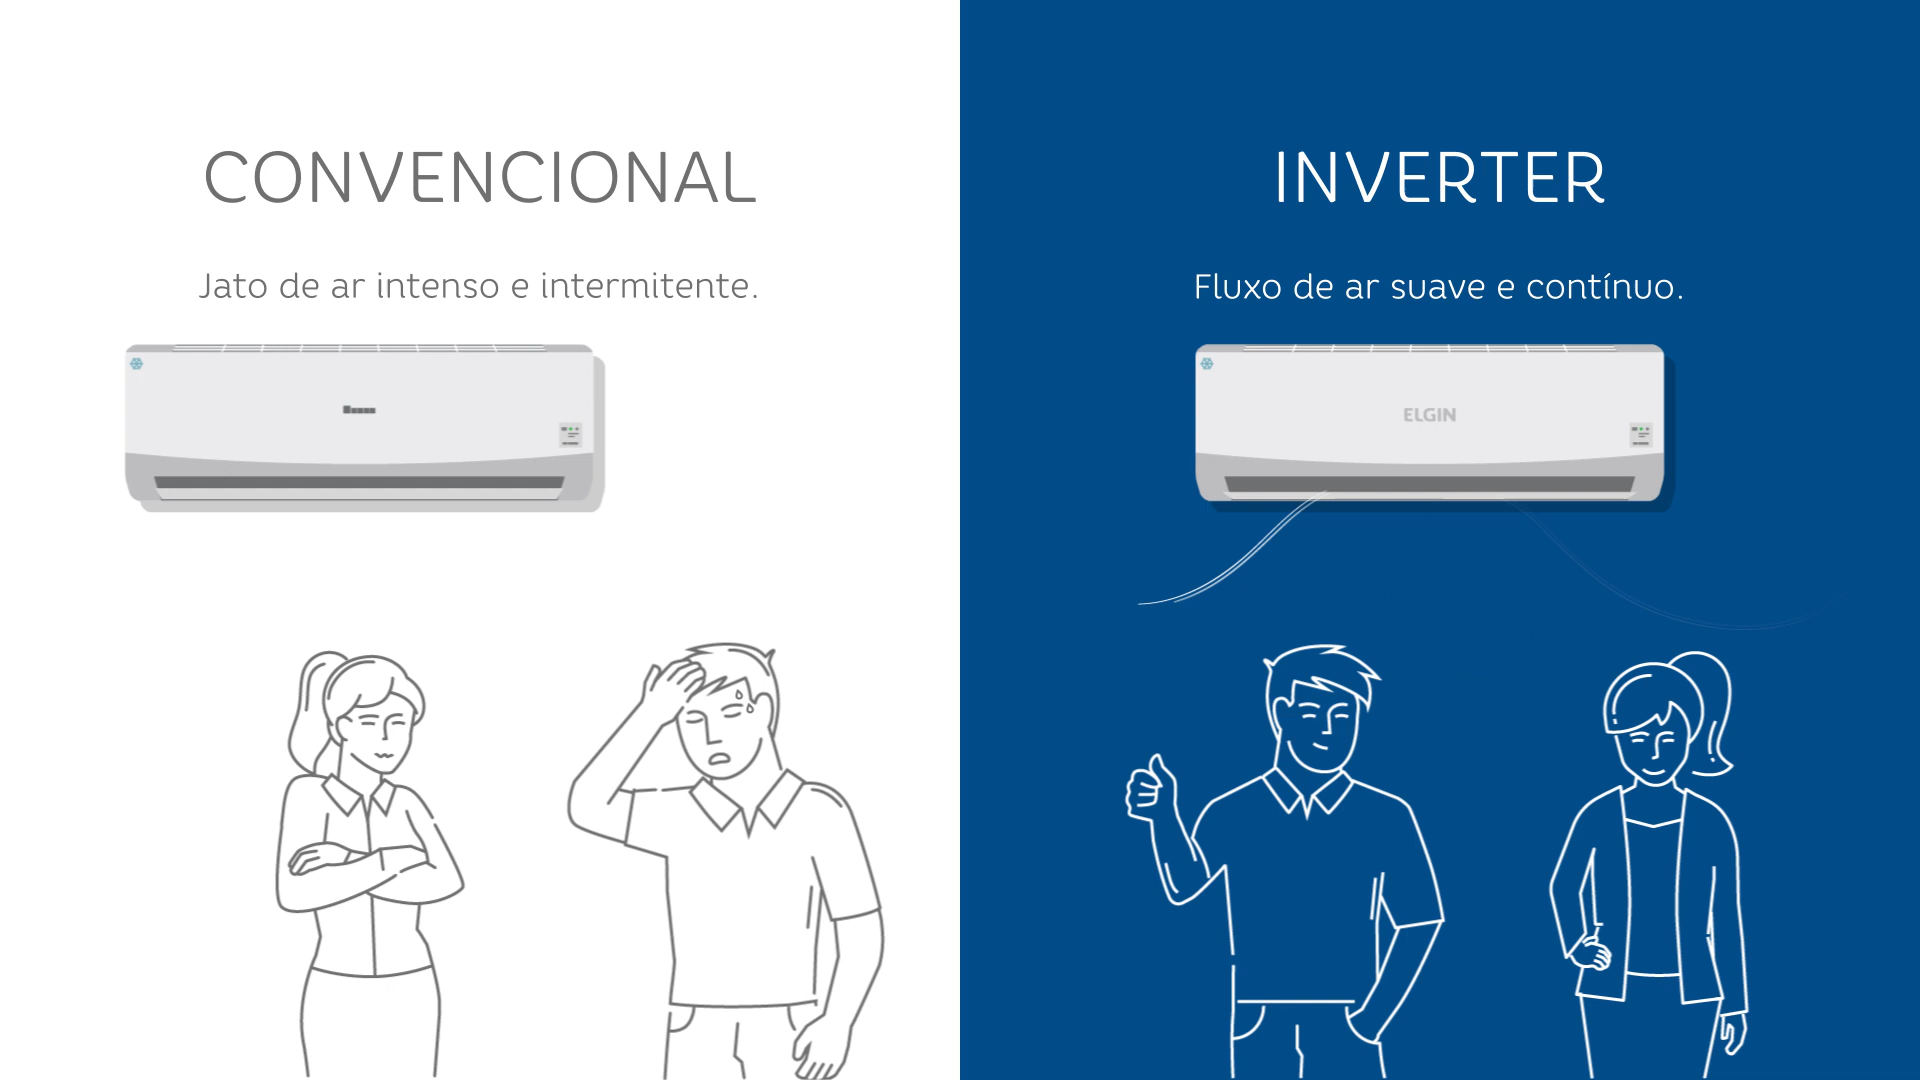 CONVENCIONAL
Jato de ar intenso e intermitente.
INVERTER
Fluxo de ar suave e contínuo.
ELGIN